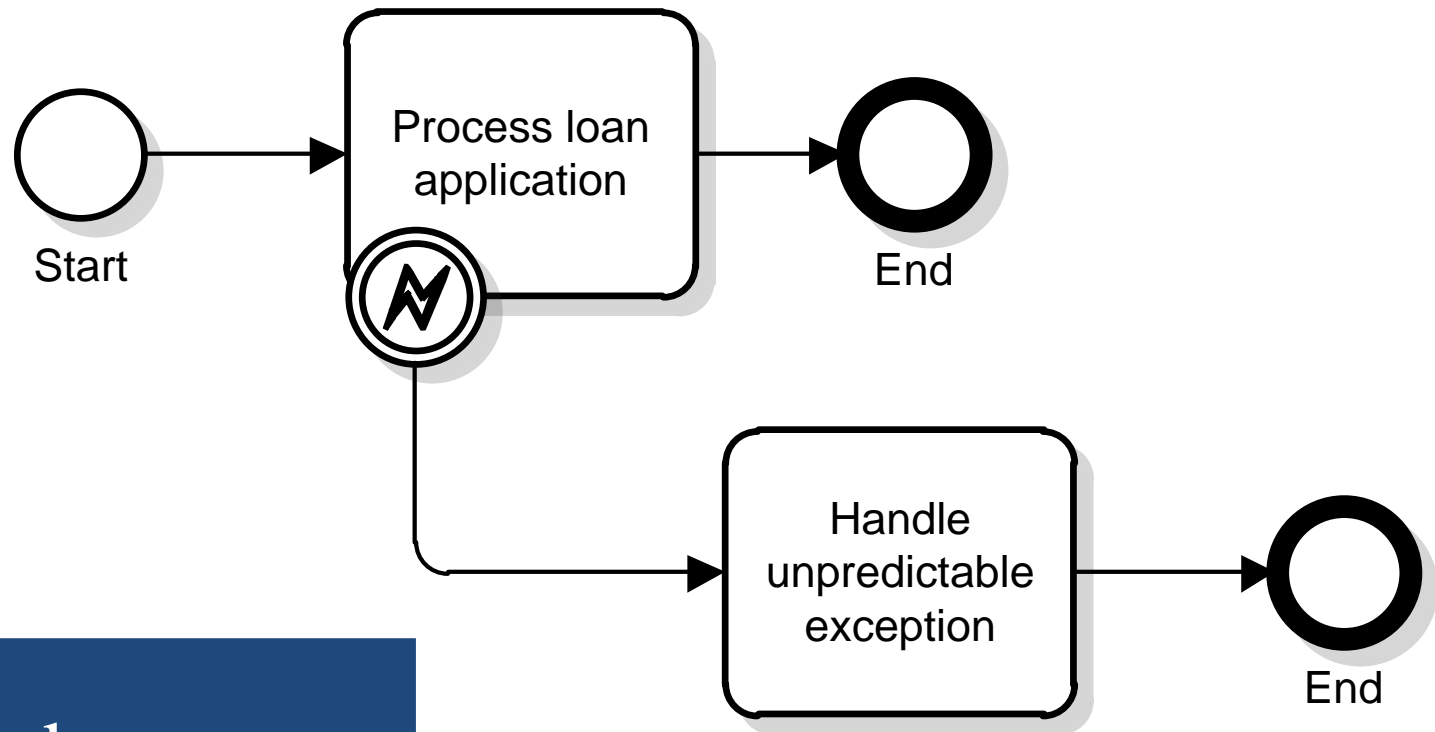 Process loan
application
Start
End
Handle
unpredictable
exception
End